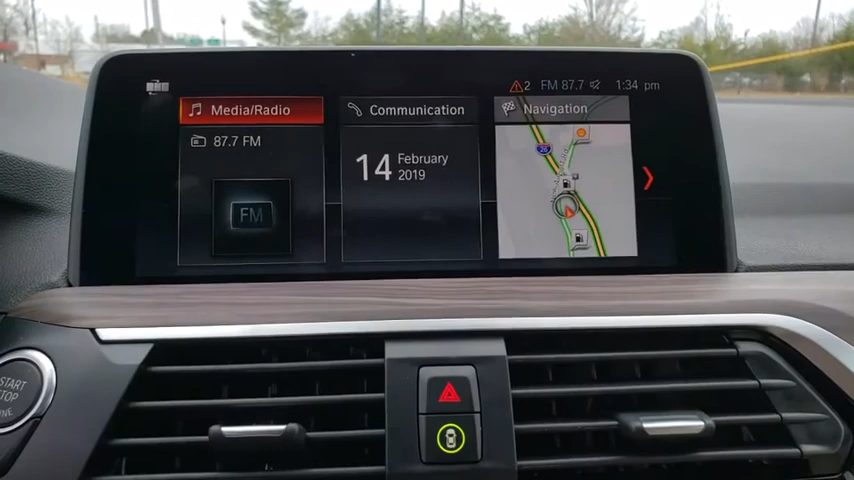 2 FM 87.7 1:34 pm
Media/Radio
Communication
Navigation
87.7 FM
FM
14 February
2019
26
START
STOP